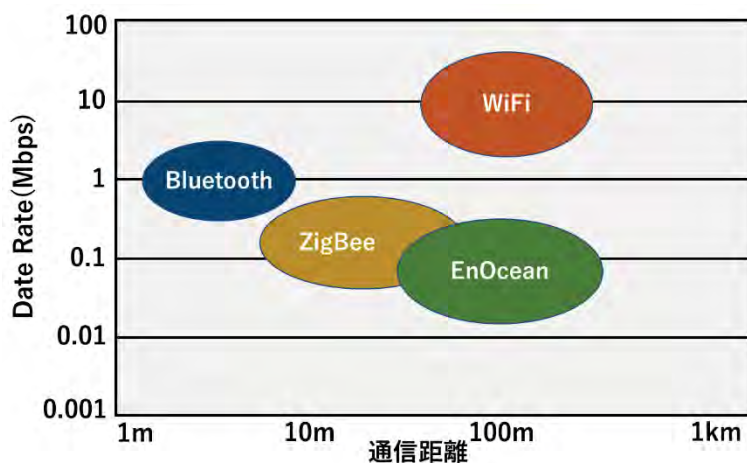 100
10
1
0.1
0.01
0.001
Date Rate(Mbps)
WiFi
Bluetooth
ZigBee
EnOcean
1m
10m
100m
1km
通信距離